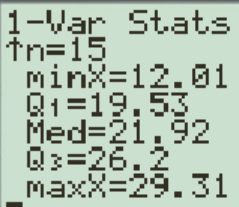 1-Var Stats
↑n=15
minX=12.01
Q₁=19.53
Med=21.92
Q₃=26.2
maxX=29.31